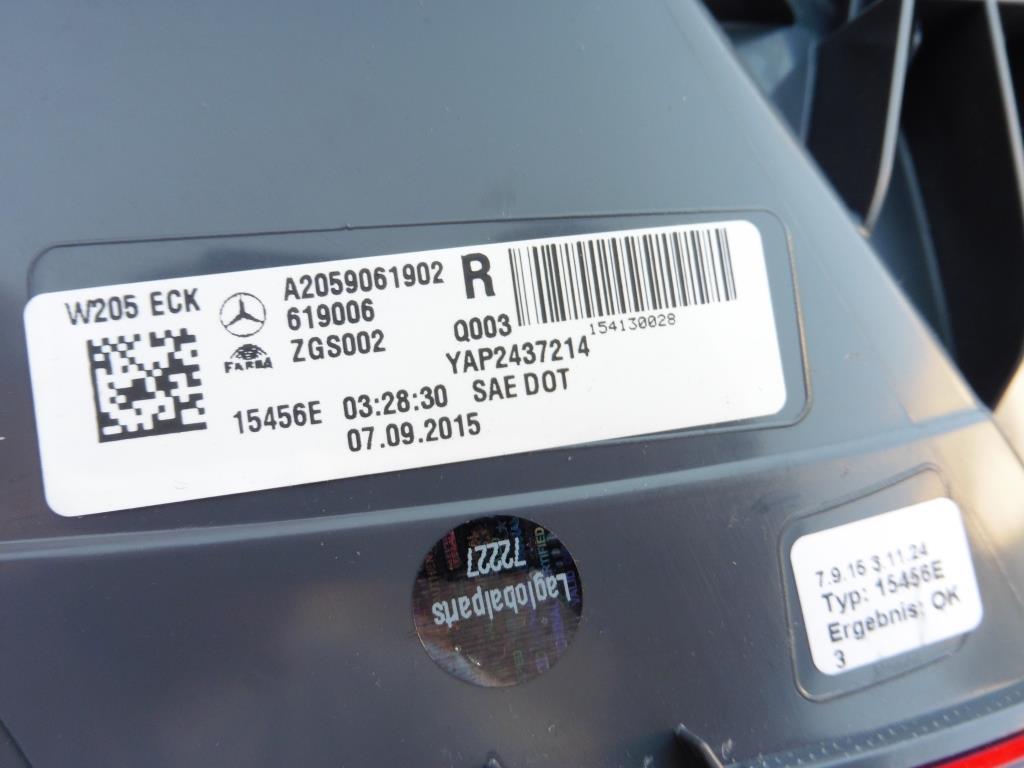 W205 ECK
A2059061902
R
619006
Q003
154130028
FARBA
ZGS002
YAP2437214
15456E
03:28:30
SAE DOT
07.09.2015
72227
Laglobalparts
7.9.15 3.11.24
Typ: 15456E
Ergebnis: OK
3